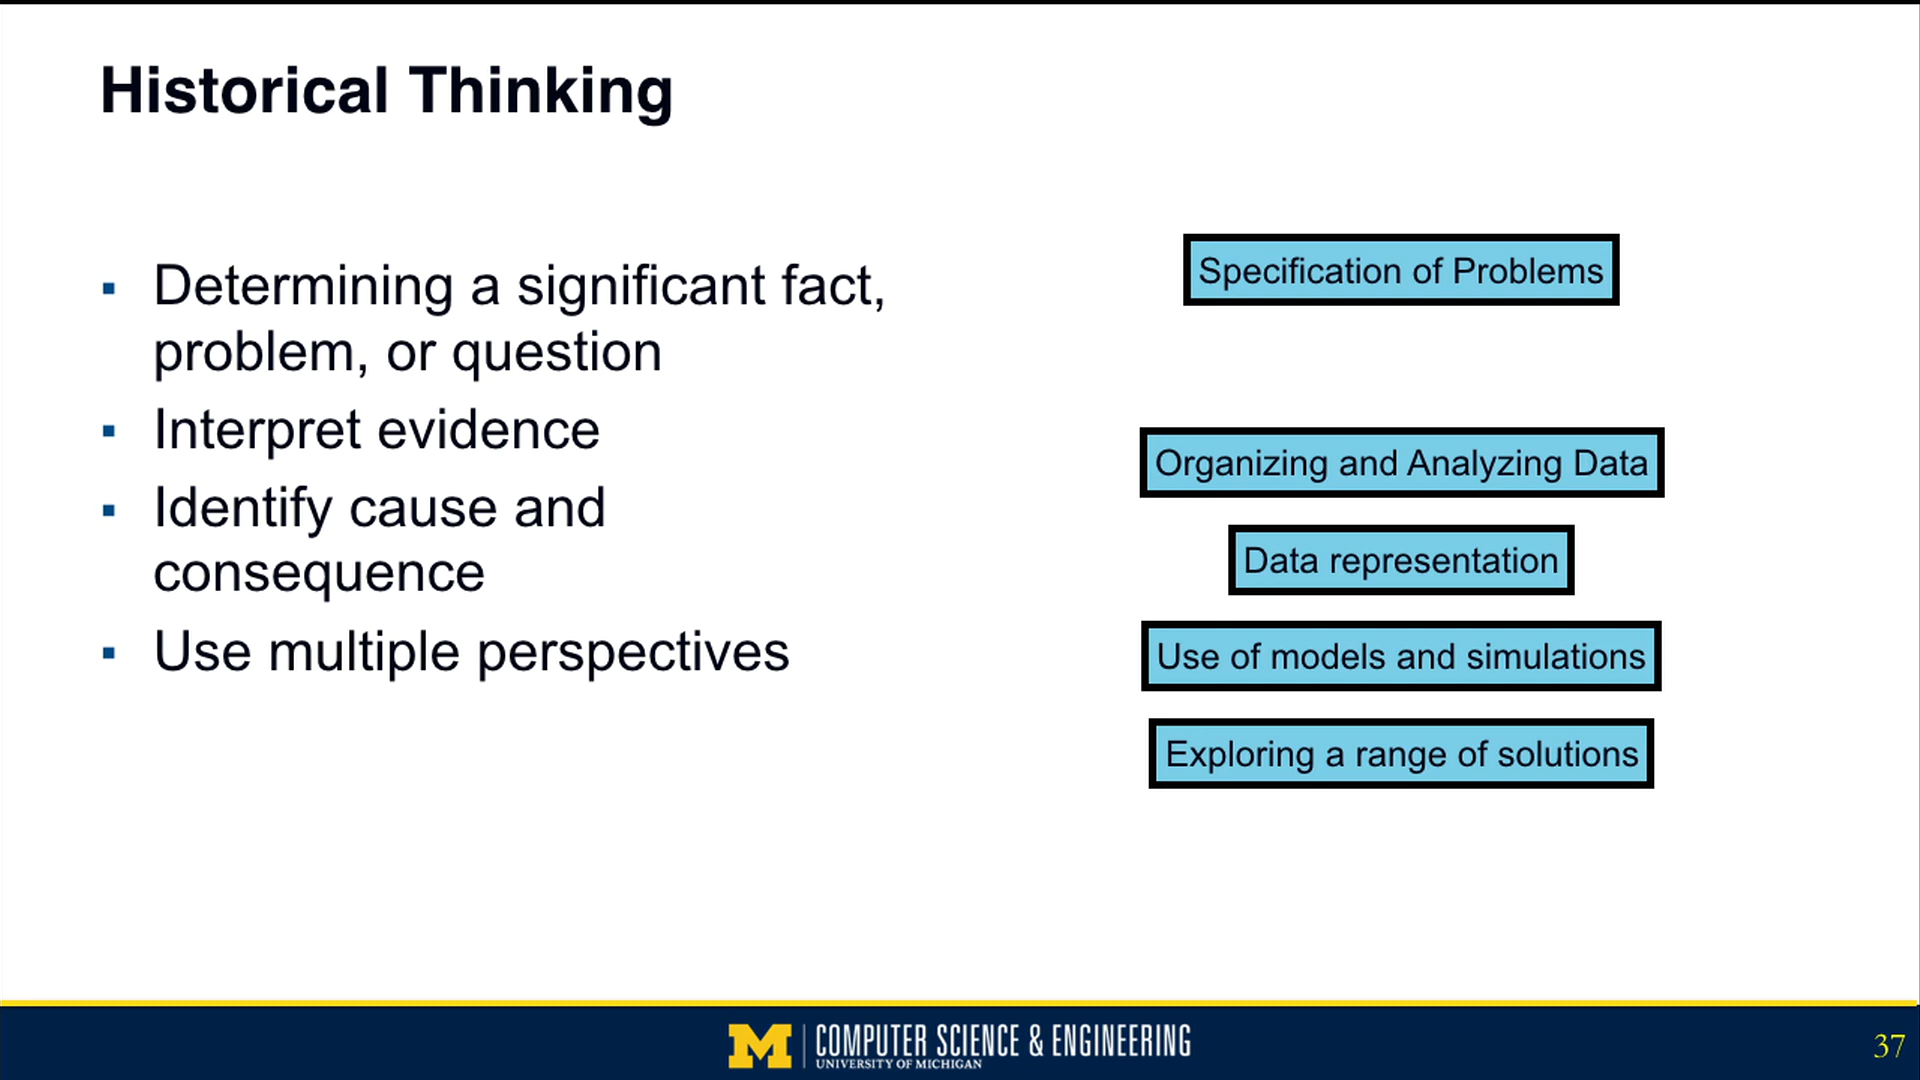 Historical Thinking
▪ Determining a significant fact,
problem, or question
▪ Interpret evidence
▪ Identify cause and
consequence
▪ Use multiple perspectives
Specification of Problems
Organizing and Analyzing Data
Data representation
Use of models and simulations
Exploring a range of solutions
M | COMPUTER SCIENCE & ENGINEERING
UNIVERSITY OF MICHIGAN
37